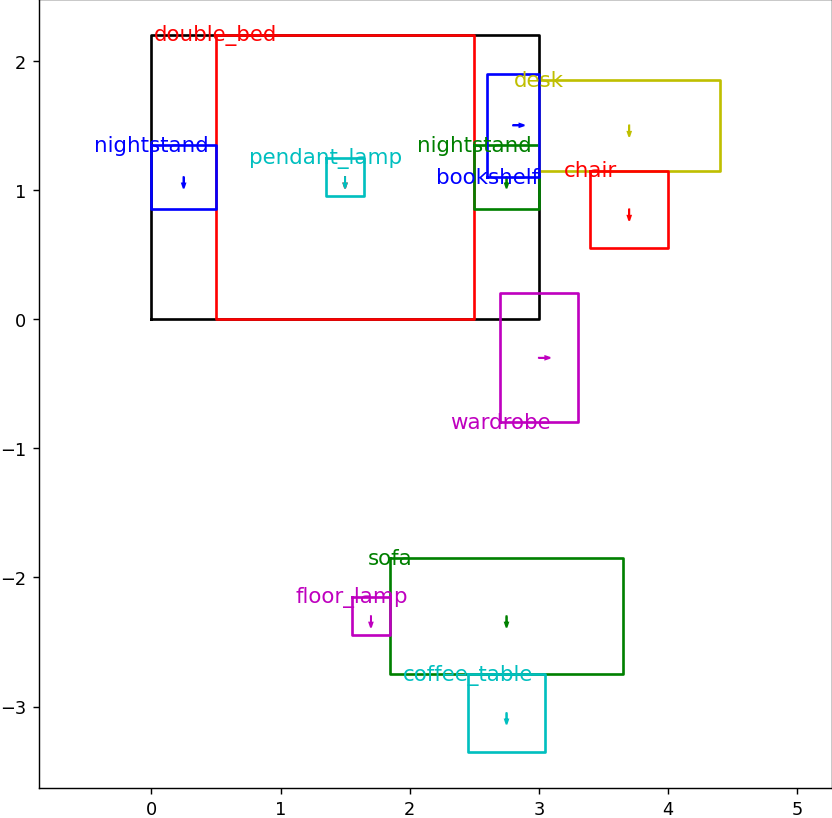 double_bed
desk
nightstand
pendant_lamp
nightstand
chair
bookshelf
wardrobe
sofa
floor_lamp
coffee_table
2
1
0
−1
−2
−3
0 1 2 3 4 5